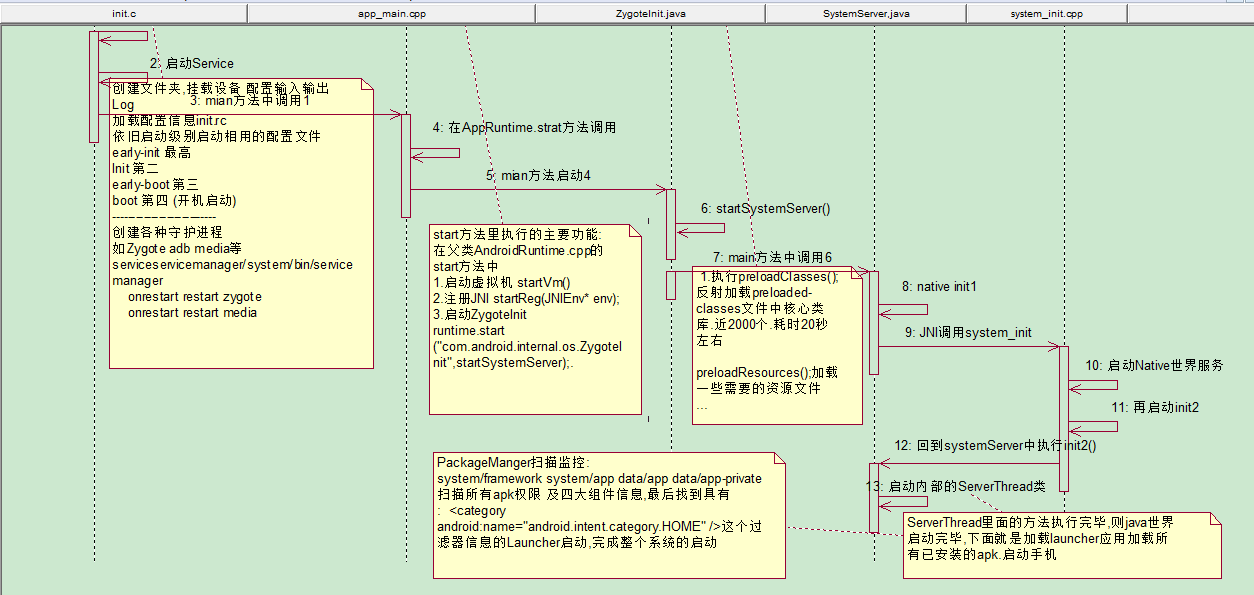 init.c
app_main.cpp
ZygoteInit.java
SystemServer.java
system_init.cpp
2: 启动Service
创建文件夹,挂载设备 配置输入输出
Log
3: mian方法中调用1
加载配置信息init.rc
依旧启动级别启动相用的配置文件
early-init 最高
Init 第二
early-boot 第三
boot 第四 (开机启动)
--------------------------
创建各种守护进程
如Zygote adb media等
serviceservicemanager/system/bin/service
manager
onrestart restart zygote
onrestart restart media
4: 在AppRuntime.strat方法调用
5: mian方法启动4
start方法里执行的主要功能:
在父类AndroidRuntime.cpp的
start方法中
1.启动虚拟机 startVm()
2.注册JNI startReg(JNIEnv* env);
3.启动ZygoteInit
runtime.start
("com.android.internal.os.ZygoteI
nit",startSystemServer);.
6: startSystemServer()
7: main方法中调用6
1.执行preloadClasses();
反射加载preloaded-
classes文件中核心类
库.近2000个.耗时20秒
左右
preloadResources();加载
一些需要的资源文件
...
8: native init1
9: JNI调用system_init
10: 启动Native世界服务
11: 再启动init2
12: 回到systemServer中执行init2()
13: 启动内部的ServerThread类
PackageManger扫描监控:
system/framework system/app data/app data/app-private
扫描所有apk权限 及四大组件信息,最后找到具有
: <category
android:name="android.intent.category.HOME" />这个过
滤器信息的Launcher启动,完成整个系统的启动
ServerThread里面的方法执行完毕,则java世界
启动完毕,下面就是加载launcher应用加载所
有已安装的apk.启动手机